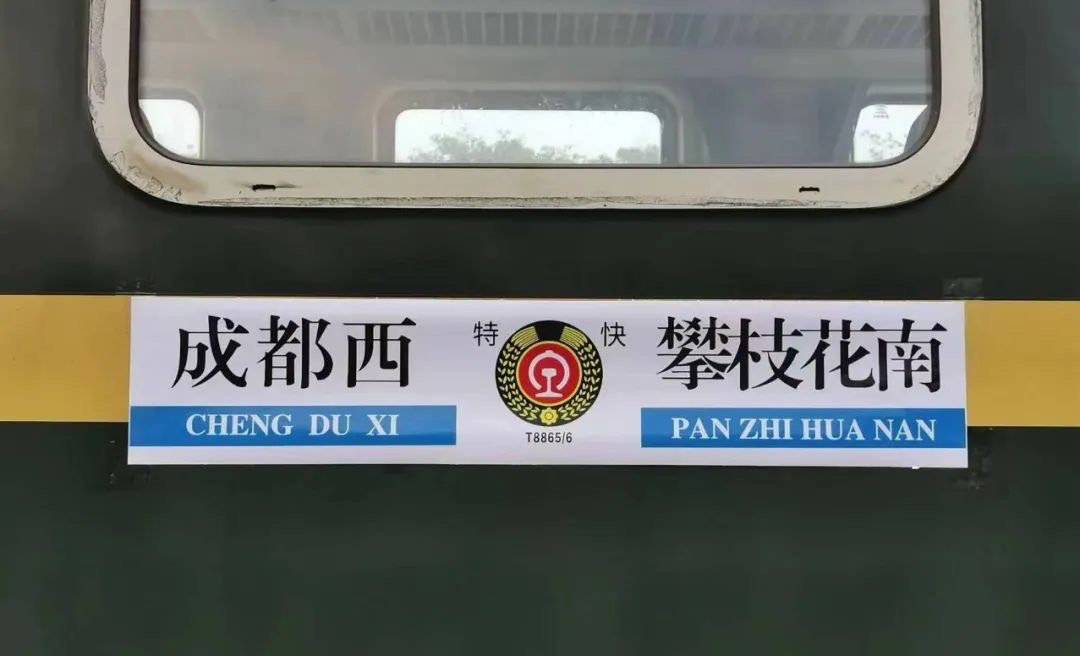 成都西
CHENG DU XI
特 快
T8865/6
攀枝花南
PAN ZHI HUA NAN